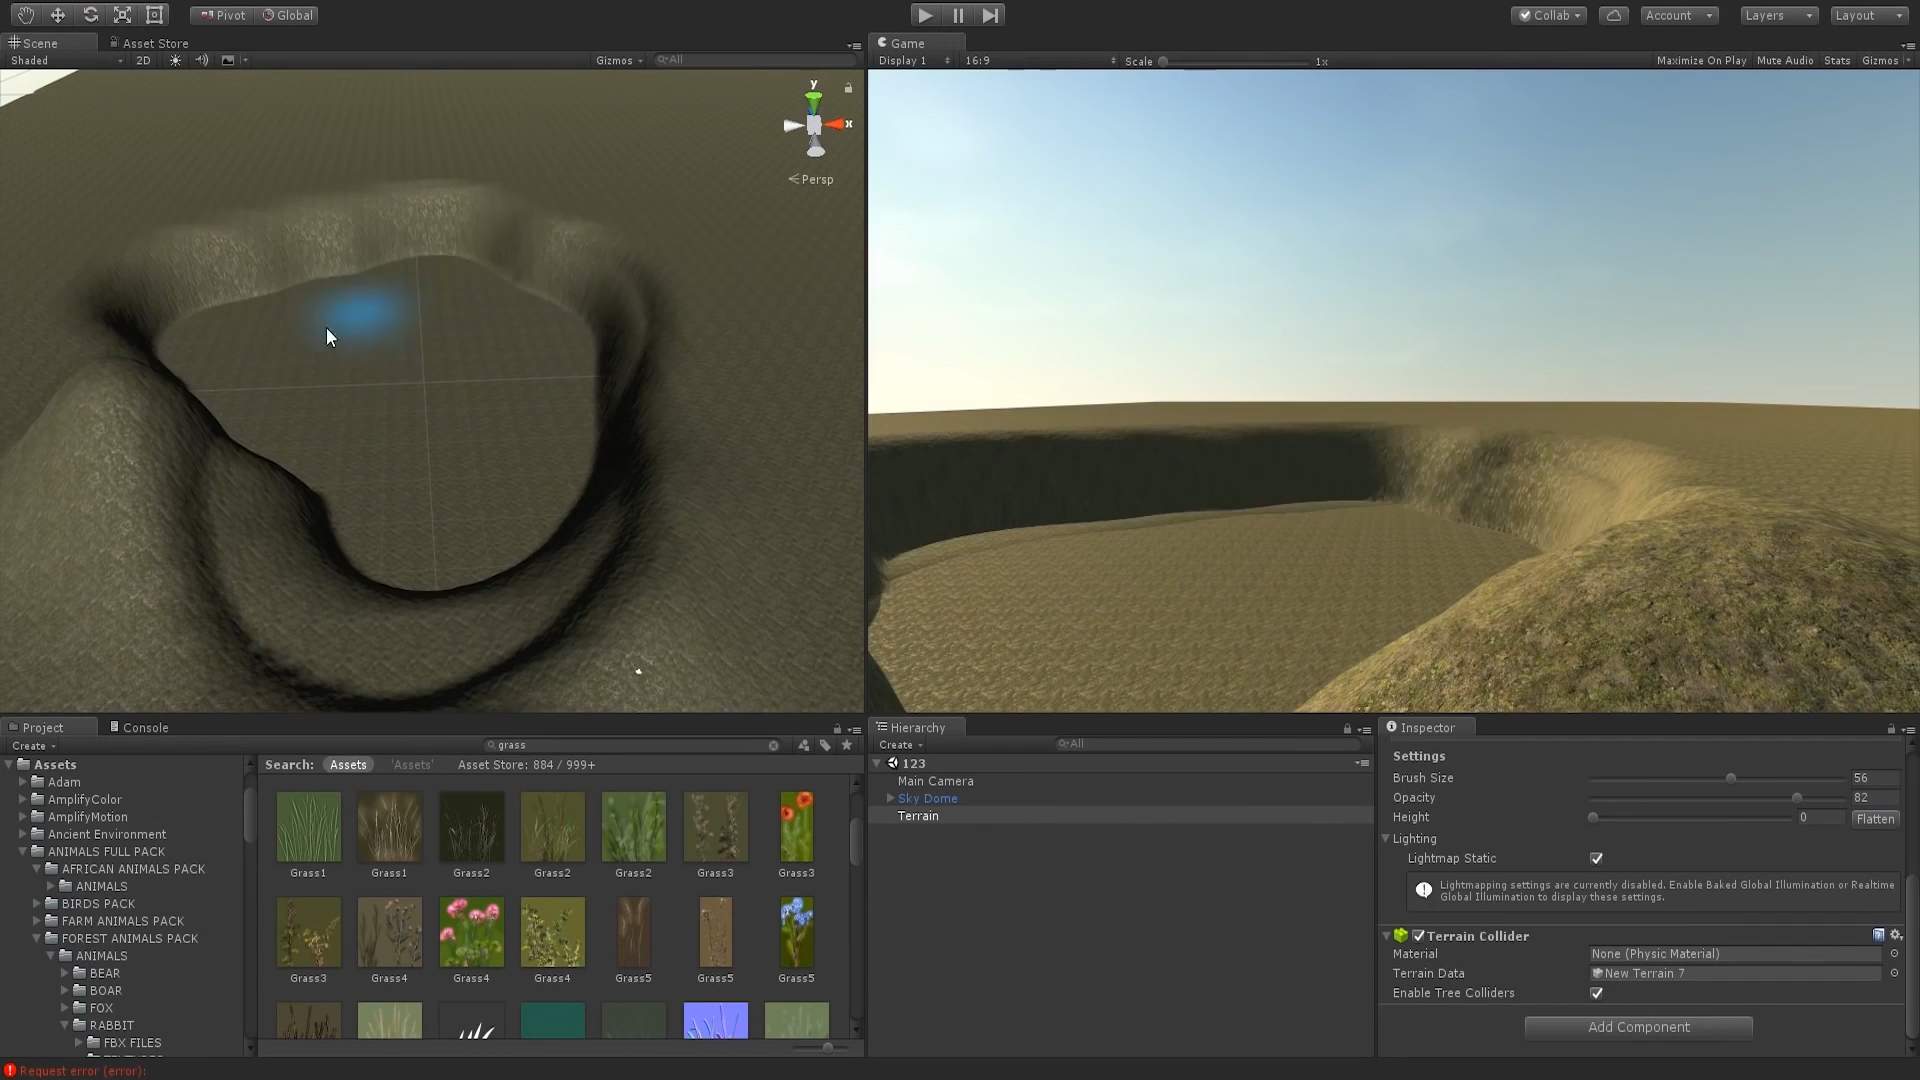 Pivot Global Collab Account Layers Layout
Scene Asset Store
Shaded 2D Gizmos All
y
x
Persp
Game
Display 1 16:9 Scale 1x Maximize On Play Mute Audio Stats Gizmos
Project Console
Create grass
Assets
Adam
AmplifyColor
AmplifyMotion
Ancient Environment
ANIMALS FULL PACK
AFRICAN ANIMALS PACK
ANIMALS
BIRDS PACK
FARM ANIMALS PACK
FOREST ANIMALS PACK
ANIMALS
BEAR
BOAR
FOX
RABBIT
FBX FILES
Search: Assets 'Assets' Asset Store: 884 / 999+
Grass1 Grass1 Grass2 Grass2 Grass2 Grass3 Grass3
Grass3 Grass4 Grass4 Grass4 Grass5 Grass5 Grass5
Hierarchy
Create All
123
Main Camera
Sky Dome
Terrain
Inspector
Settings
Brush Size 56
Opacity 82
Height 0 Flatten
Lighting
Lightmap Static
Lightmapping settings are currently disabled. Enable Baked Global Illumination or Realtime
Global Illumination to display these settings.
Terrain Collider
Material None (Physic Material)
Terrain Data New Terrain 7
Enable Tree Colliders
Add Component
Request error (error):